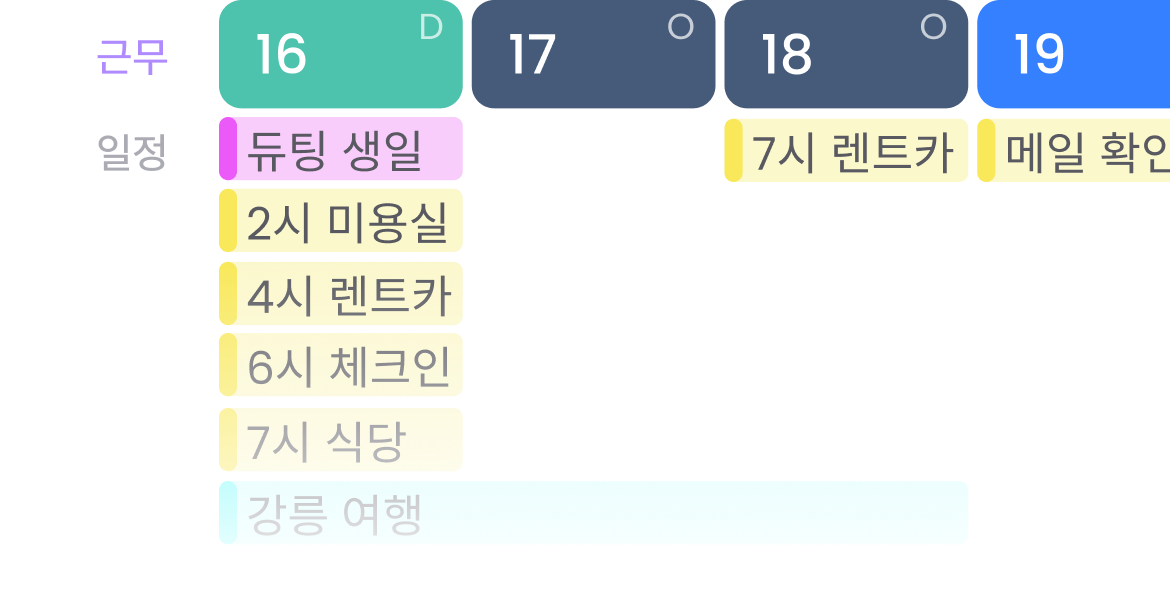 근무 16 D 17 O 18 O 19
일정 듀팅 생일 7시 렌트카 메일 확인
2시 미용실
4시 렌트카
6시 체크인
7시 식당
강릉 여행